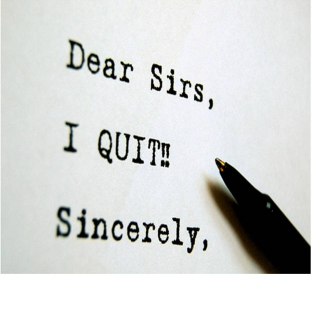 Dear Sirs,
I QUIT!!
Sincerely,